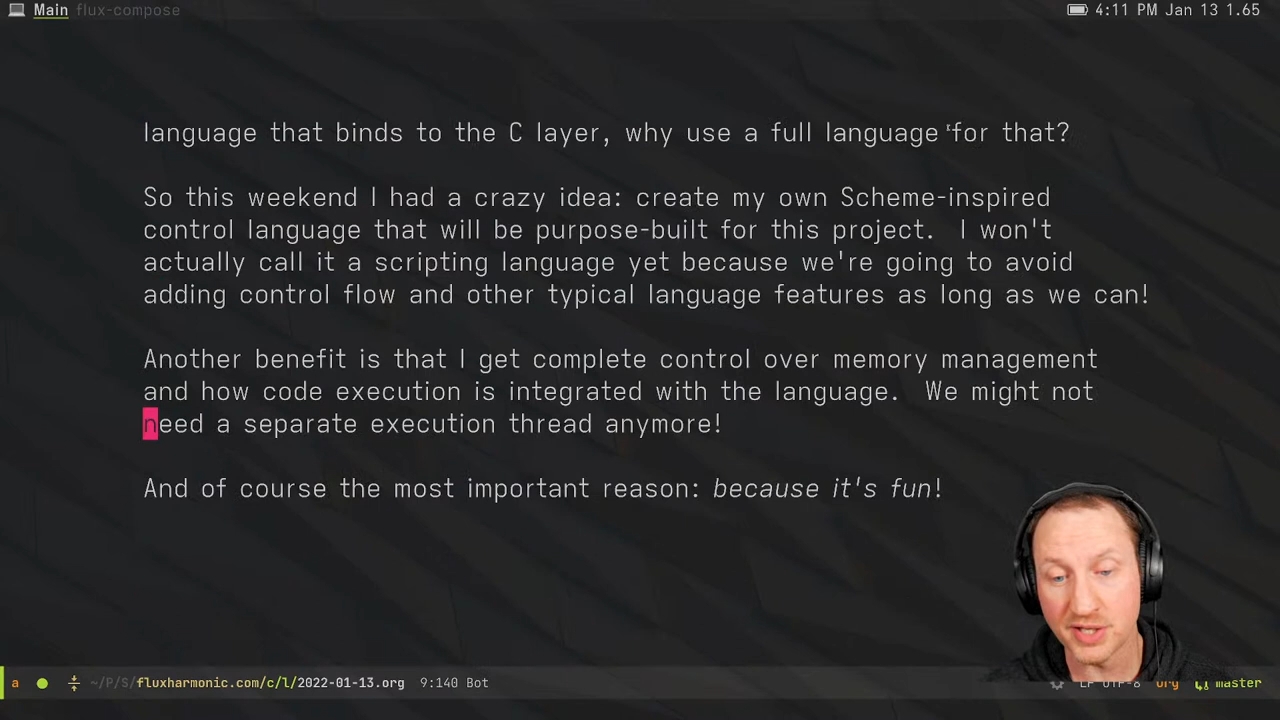 Main flux-compose 4:11 PM Jan 13 1.65
language that binds to the C layer, why use a full language for that?
So this weekend I had a crazy idea: create my own Scheme-inspired
control language that will be purpose-built for this project. I won't
actually call it a scripting language yet because we're going to avoid
adding control flow and other typical language features as long as we can!
Another benefit is that I get complete control over memory management
and how code execution is integrated with the language. We might not
need a separate execution thread anymore!
And of course the most important reason: because it's fun!
a ~/P/S/fluxharmonic.com/c/l/2022-01-13.org 9:140 Bot LF UTF-8 org master